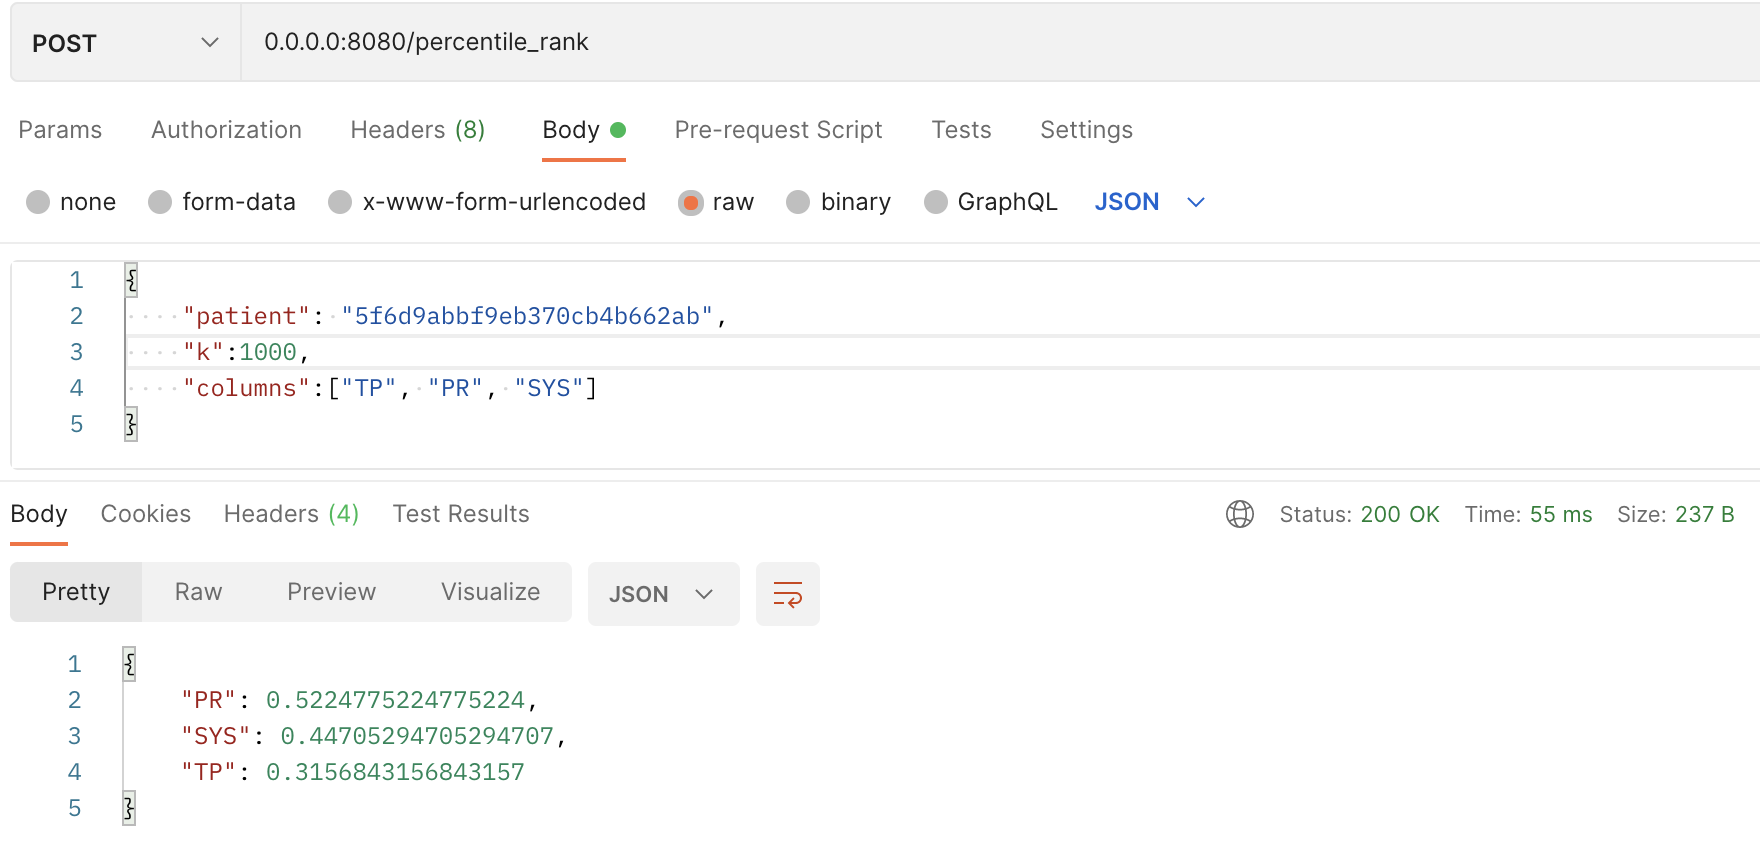 POST 0.0.0.0:8080/percentile_rank
Params Authorization Headers (8) Body Pre-request Script Tests Settings
none form-data x-www-form-urlencoded raw binary GraphQL JSON
1 {
2 "patient": "5f6d9abbf9eb370cb4b662ab",
3 "k":1000,
4 "columns":["TP", "PR", "SYS"]
5 }
Body Cookies Headers (4) Test Results Status: 200 OK Time: 55 ms Size: 237 B
Pretty Raw Preview Visualize JSON
1 {
2 "PR": 0.5224775224775224,
3 "SYS": 0.44705294705294707,
4 "TP": 0.3156843156843157
5 }